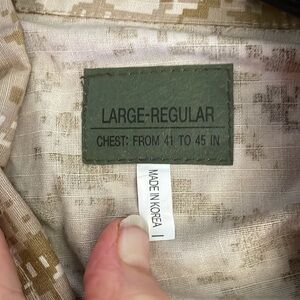 LARGE-REGULAR
CHEST: FROM 41 TO 45 IN
MADE IN KOREA